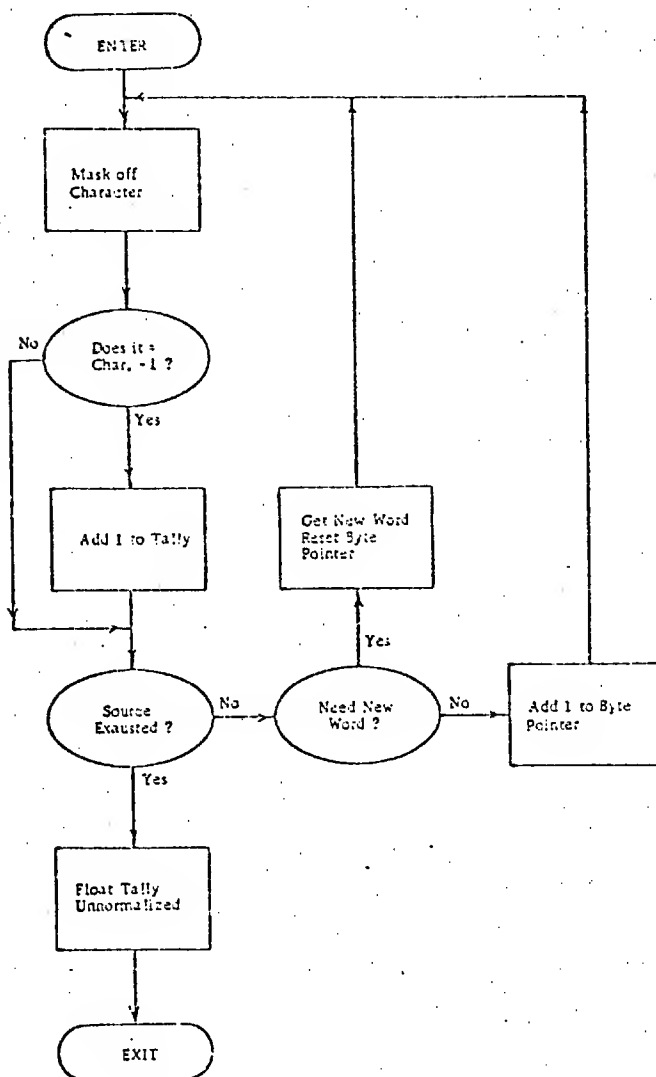 ENTER
Mask off
Character
No
Does it =
Char. - 1 ?
Yes
Add 1 to Tally
Get New Word
Reset Byte
Pointer
Yes
Source
Exausted ?
No
Need New
Word ?
No
Add 1 to Byte
Pointer
Yes
Float Tally
Unnormalized
EXIT